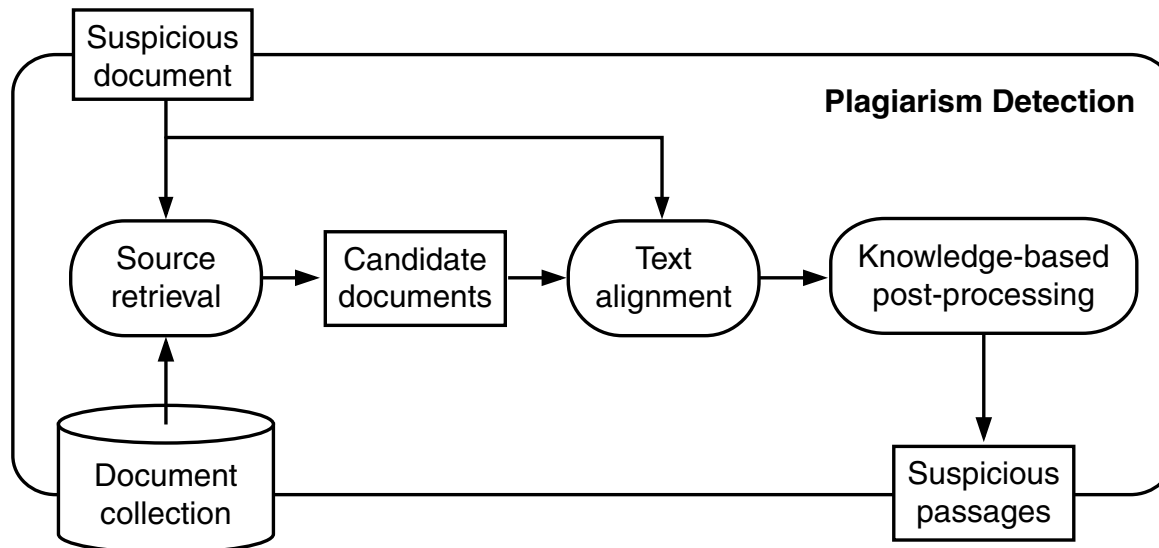 Suspicious
document
Plagiarism Detection
Source
retrieval
Candidate
documents
Text
alignment
Knowledge-based
post-processing
Document
collection
Suspicious
passages